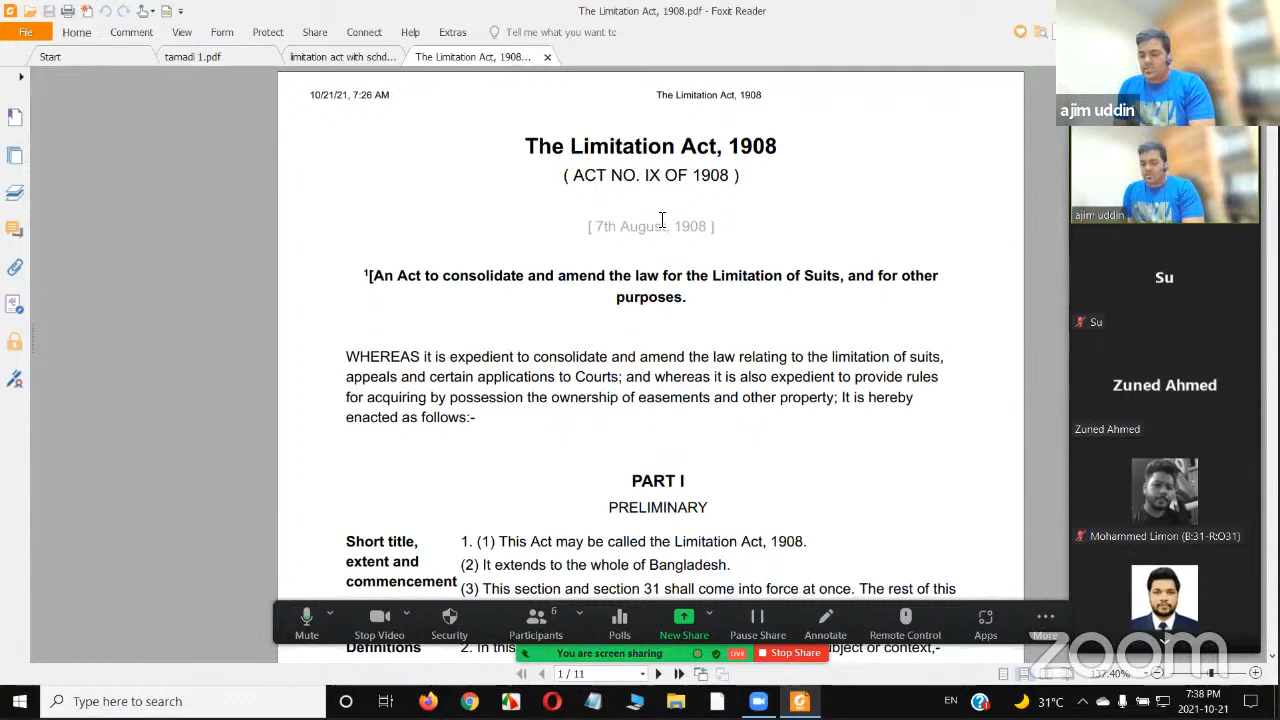 The Limitation Act, 1908.pdf - Foxit Reader
File Home Comment View Form Protect Share Connect Help Extras Tell me what you want to
Start tamadi 1.pdf limitation act with schd... The Limitation Act, 1908...
10/21/21, 7:26 AM The Limitation Act, 1908
The Limitation Act, 1908
( ACT NO. IX OF 1908 )
[ 7th August, 1908 ]
1[An Act to consolidate and amend the law for the Limitation of Suits, and for other
purposes.
WHEREAS it is expedient to consolidate and amend the law relating to the limitation of suits,
appeals and certain applications to Courts; and whereas it is also expedient to provide rules
for acquiring by possession the ownership of easements and other property; It is hereby
enacted as follows:-
PART I
PRELIMINARY
Short title,
extent and
commencement
1. (1) This Act may be called the Limitation Act, 1908.
(2) It extends to the whole of Bangladesh.
(3) This section and section 31 shall come into force at once. The rest of this
Definitions 2. In this ubject or context,-
ajim uddin
ajim uddin
Su
Su
Zuned Ahmed
Zuned Ahmed
Mohammed Limon (B:31-R:O31)
6
Mute Stop Video Security Participants Polls New Share Pause Share Annotate Remote Control Apps More
You are screen sharing LIVE Stop Share
zoom
1 / 11
137.40%
Type here to search
31°C
EN
7:38 PM
2021-10-21